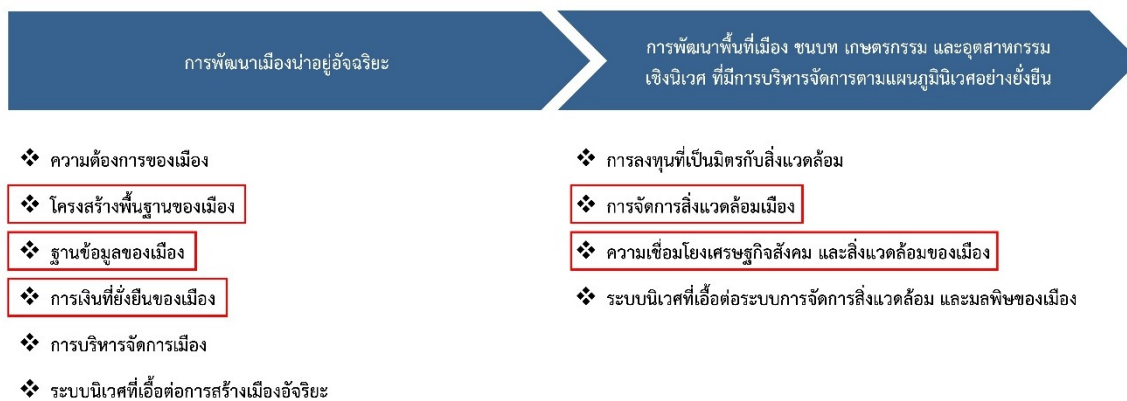 การพัฒนาเมืองน่าอยู่อัจฉริยะ
การพัฒนาพื้นที่เมือง ชนบท เกษตรกรรม และอุตสาหกรรม
เชิงนิเวศ ที่มีการบริหารจัดการตามแผนภูมินิเวศอย่างยั่งยืน
❖ ความต้องการของเมือง
❖ โครงสร้างพื้นฐานของเมือง
❖ ฐานข้อมูลของเมือง
❖ การเงินที่ยั่งยืนของเมือง
❖ การบริหารจัดการเมือง
❖ ระบบนิเวศที่เอื้อต่อการสร้างเมืองอัจริยะ
❖ การลงทุนที่เป็นมิตรกับสิ่งแวดล้อม
❖ การจัดการสิ่งแวดล้อมเมือง
❖ ความเชื่อมโยงเศรษฐกิจสังคม และสิ่งแวดล้อมของเมือง
❖ ระบบนิเวศที่เอื้อต่อระบบการจัดการสิ่งแวดล้อม และมลพิษของเมือง